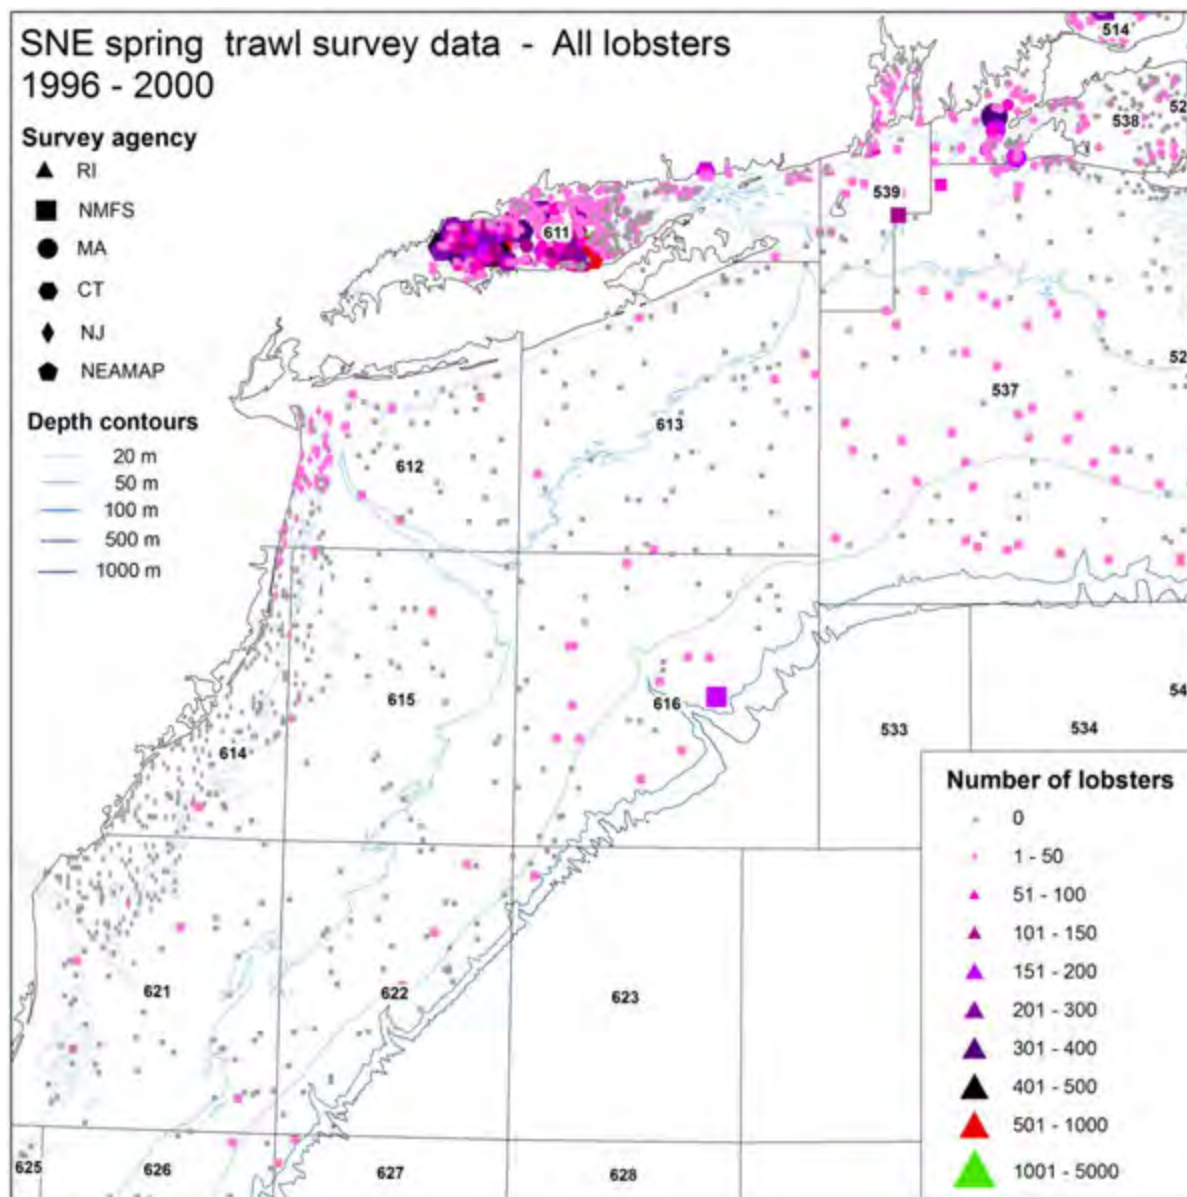 SNE spring trawl survey data - All lobsters
1996 - 2000
Survey agency
RI
NMFS
MA
CT
NJ
NEAMAP
Depth contours
20 m
50 m
100 m
500 m
1000 m
514
538
52
539
611
52
537
613
612
615
616
54
533
534
614
621
622
623
625
626
627
628
Number of lobsters
0
1 - 50
51 - 100
101 - 150
151 - 200
201 - 300
301 - 400
401 - 500
501 - 1000
1001 - 5000